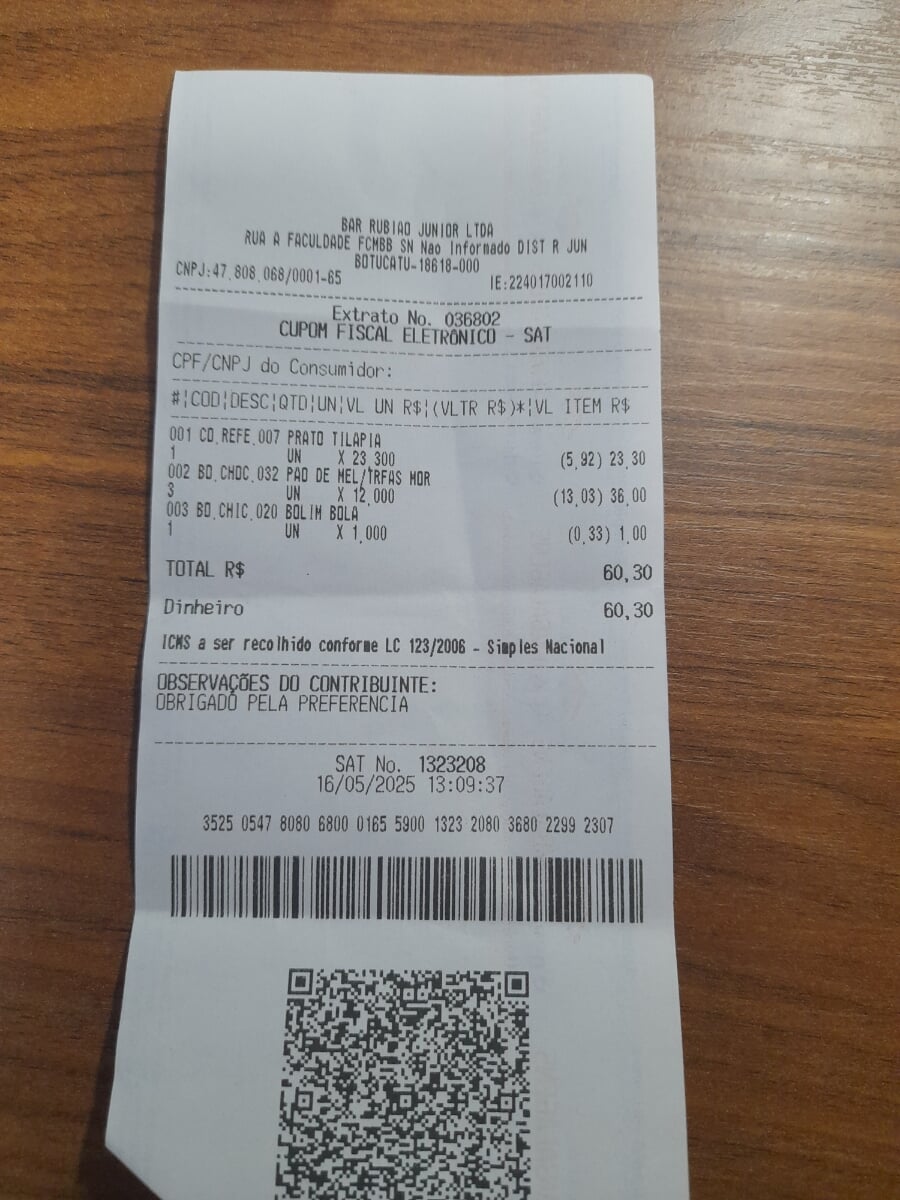 BAR RUBIAO JUNIOR LTDA
RUA A FACULDADE FCMBB SN Nao Informado DIST R JUN
BOTUCATU-18618-000
CNPJ:47.808.068/0001-65 IE:224017002110
Extrato No. 036802
CUPOM FISCAL ELETRÔNICO - SAT
CPF/CNPJ do Consumidor:
#¦COD¦DESC¦QTD¦UN¦VL UN R$¦(VLTR R$)*¦VL ITEM R$
001 CO.REFE.007 PRATO TILAPIA
1 UN X 23,300 (5,92) 23,30
002 BO.CHOC.032 PAO DE MEL/TRFAS MOR
3 UN X 12,000 (13,03) 36,00
003 BO.CHIC.020 BOLIM BOLA
1 UN X 1,000 (0,33) 1,00
TOTAL R$ 60,30
Dinheiro 60,30
ICMS a ser recolhido conforme LC 123/2006 - Simples Nacional
OBSERVAÇÕES DO CONTRIBUINTE:
OBRIGADO PELA PREFERENCIA
SAT No. 1323208
16/05/2025 13:09:37
3525 0547 8080 6800 0165 5900 1323 2080 3680 2299 2307